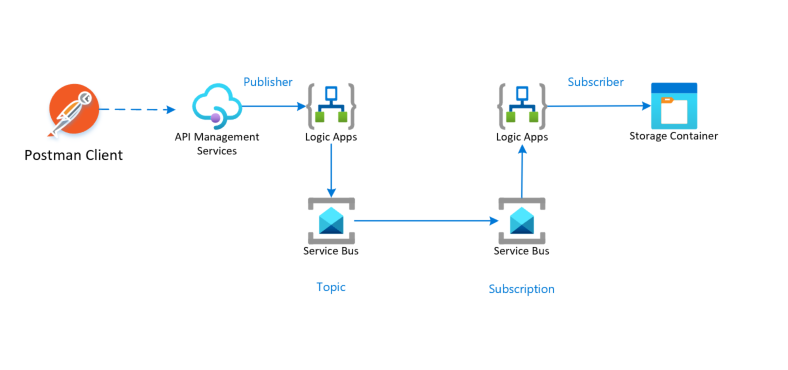 Publisher
Subscriber
API Management
Services
Logic Apps
Logic Apps
Storage Container
Postman Client
Service Bus
Service Bus
Topic
Subscription